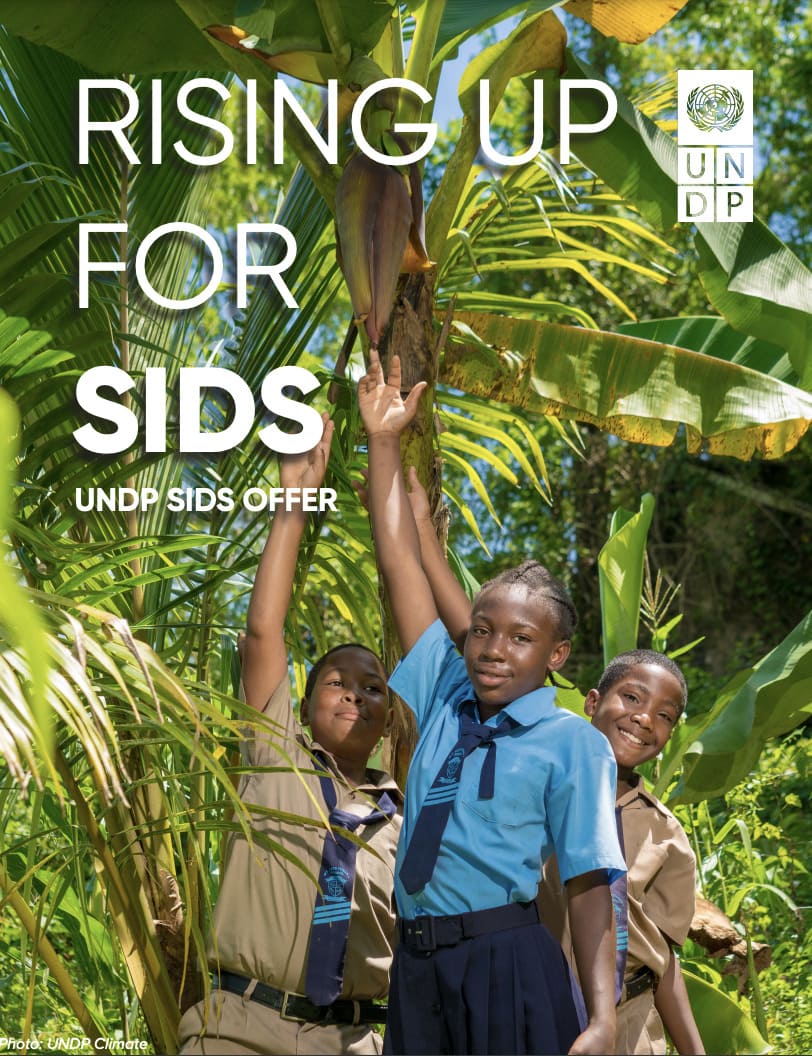 RISING UP
FOR
SIDS
UNDP SIDS OFFER
U N
D P
Photo: UNDP Climate